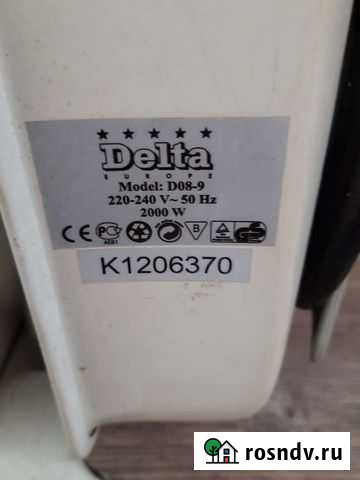 Delta
EUROPE
Model: D08-9
220-240 V~ 50 Hz
2000 W
K1206370
rosndv.ru